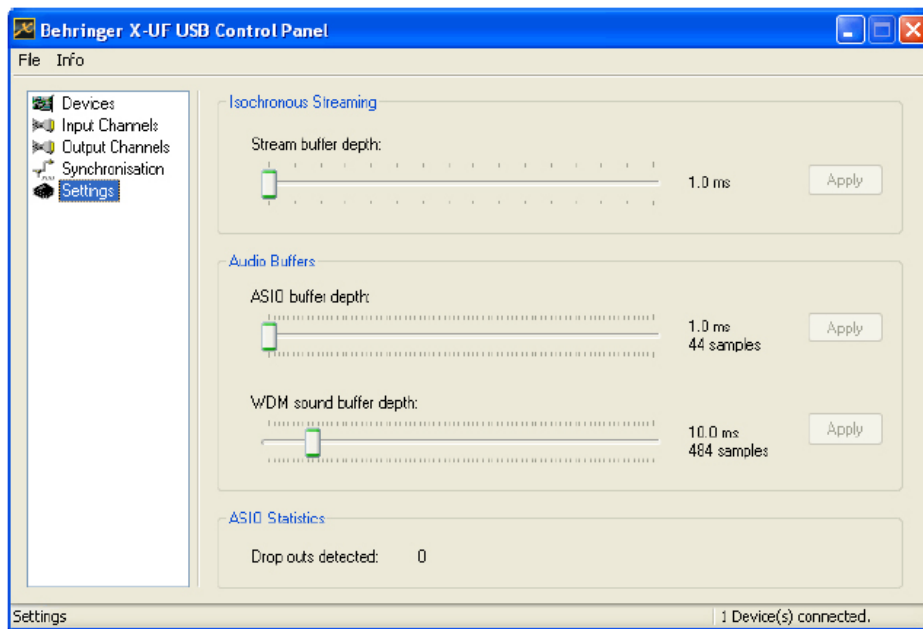 Behringer X-UF USB Control Panel
File Info
Devices
Input Channels
Output Channels
Synchronisation
Settings
Isochronous Streaming
Stream buffer depth:
1.0 ms
Apply
Audio Buffers
ASIO buffer depth:
1.0 ms
44 samples
Apply
WDM sound buffer depth:
10.0 ms
484 samples
Apply
ASIO Statistics
Drop outs detected: 0
Settings
1 Device(s) connected.